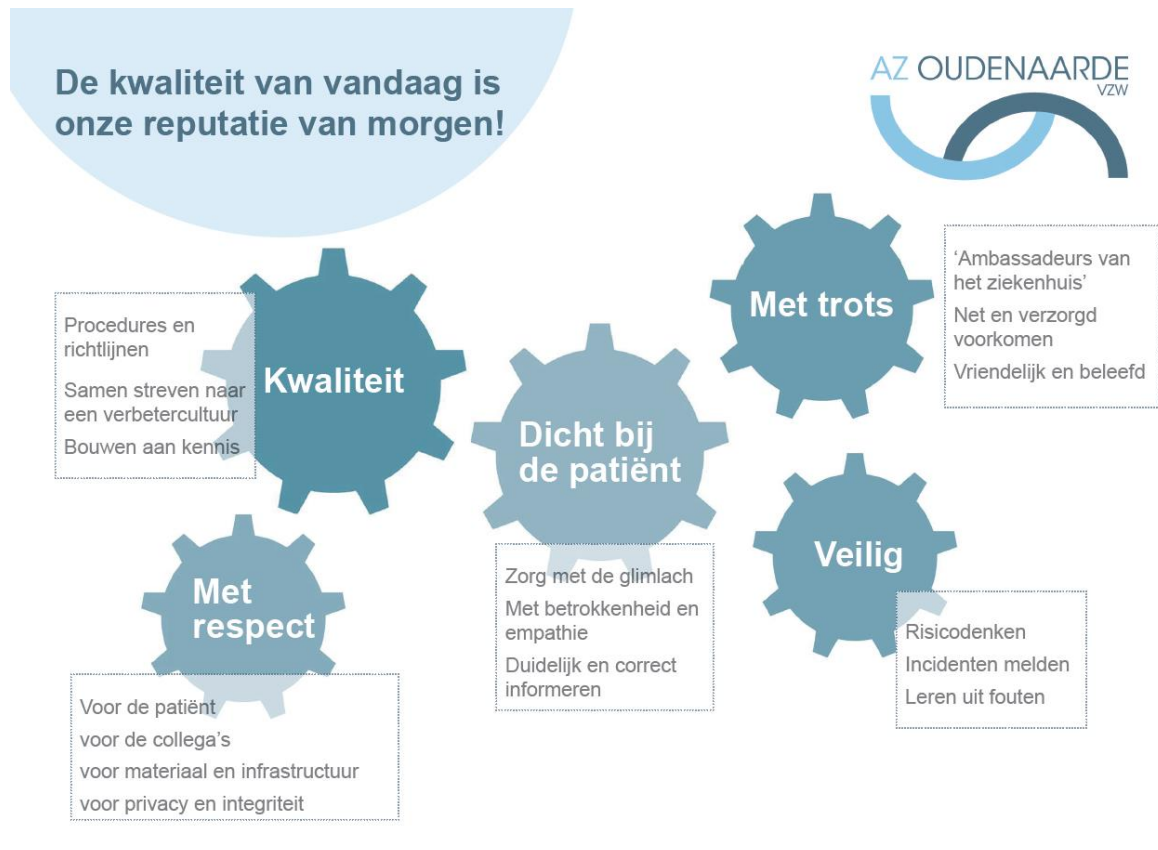 De kwaliteit van vandaag is
onze reputatie van morgen!
AZ OUDENAARDE
VZW
Kwaliteit
Procedures en
richtlijnen
Samen streven naar
een verbetercultuur
Bouwen aan kennis
Met
respect
Voor de patiënt
voor de collega's
voor materiaal en infrastructuur
voor privacy en integriteit
Dicht bij
de patiënt
Zorg met de glimlach
Met betrokkenheid en
empathie
Duidelijk en correct
informeren
Met trots
‘Ambassadeurs van
het ziekenhuis’
Net en verzorgd
voorkomen
Vriendelijk en beleefd
Veilig
Risicodenken
Incidenten melden
Leren uit fouten